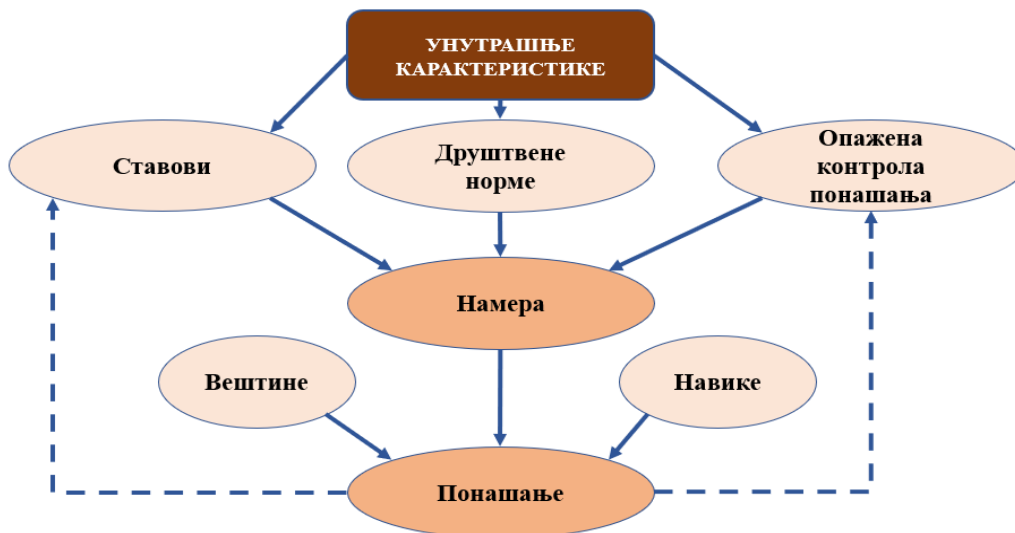 УНУТРАШЊЕ
КАРАКТЕРИСТИКЕ
Ставови
Друштвене
норме
Опажена
контрола
понашања
Намера
Вештине
Навике
Понашање